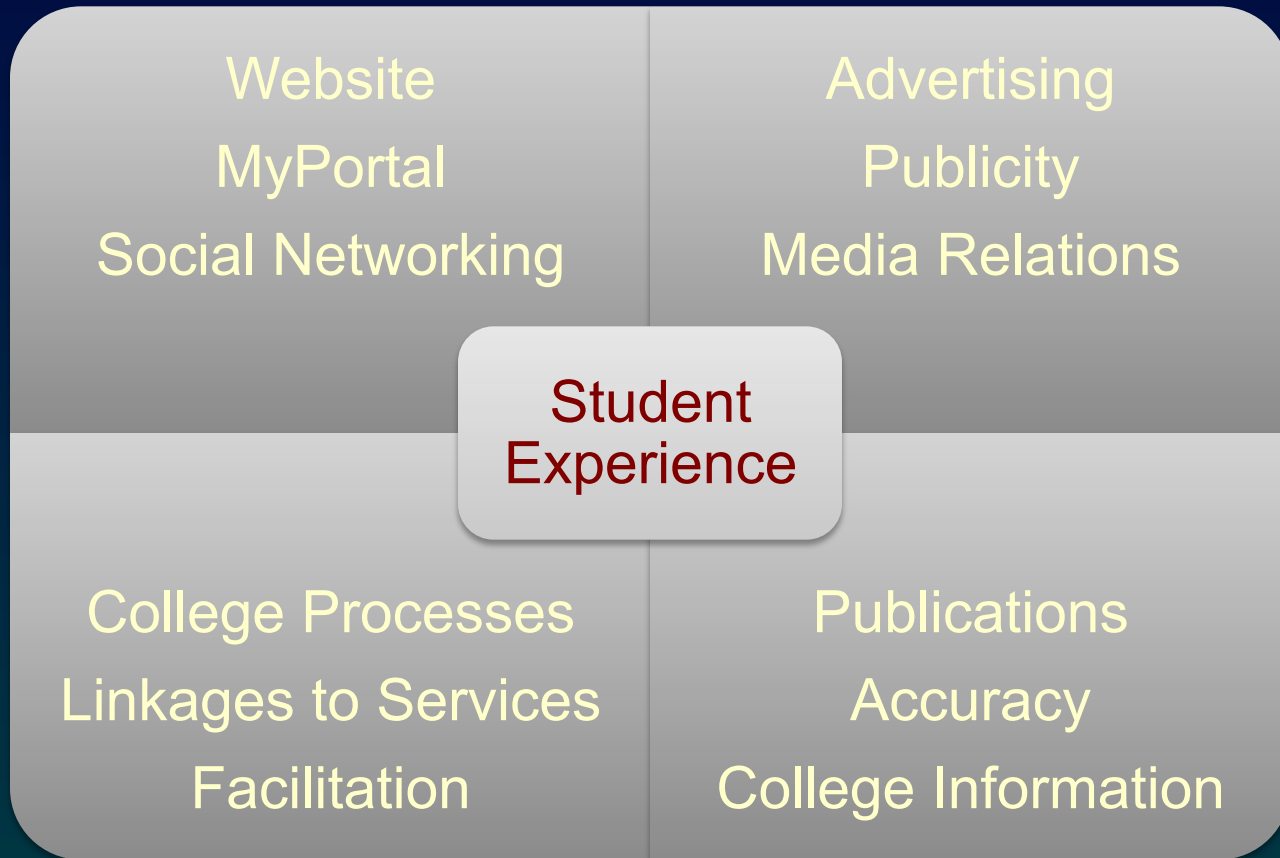 Website
MyPortal
Social Networking
Advertising
Publicity
Media Relations
Student
Experience
College Processes
Linkages to Services
Facilitation
Publications
Accuracy
College Information